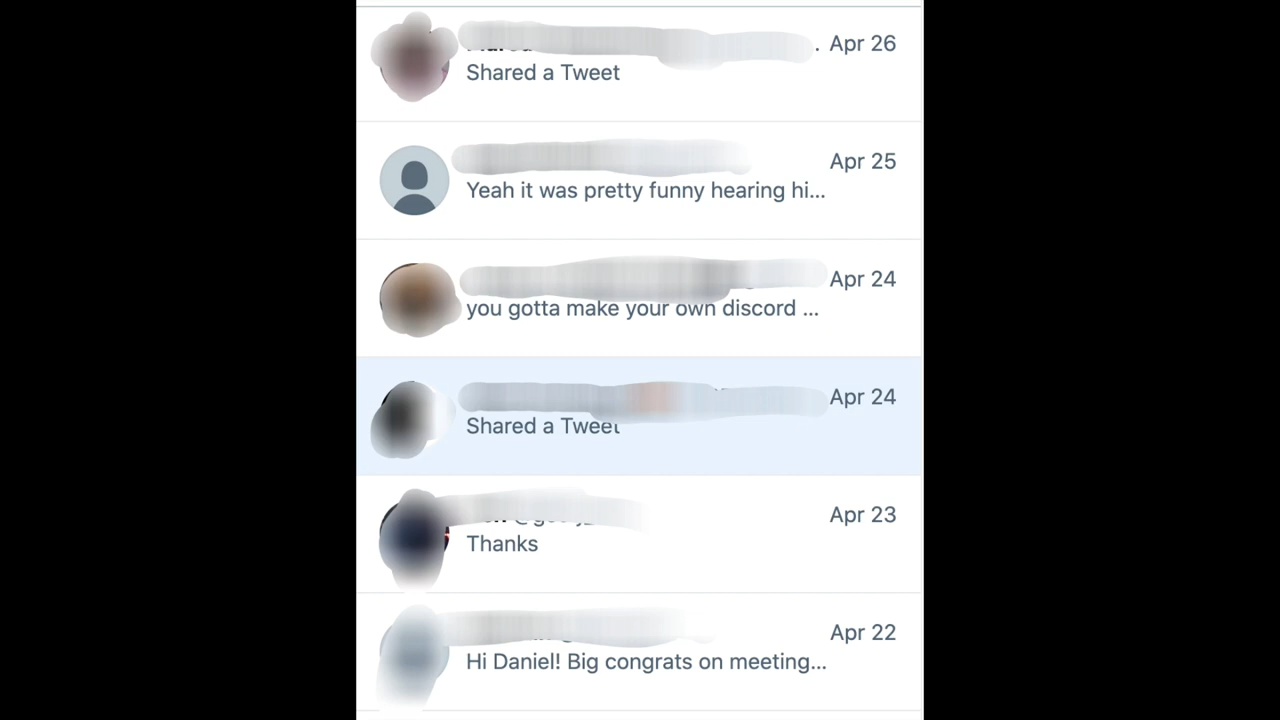 Apr 26
Shared a Tweet
Apr 25
Yeah it was pretty funny hearing hi...
Apr 24
you gotta make your own discord ...
Apr 24
Shared a Tweet
Apr 23
Thanks
Apr 22
Hi Daniel! Big congrats on meeting...